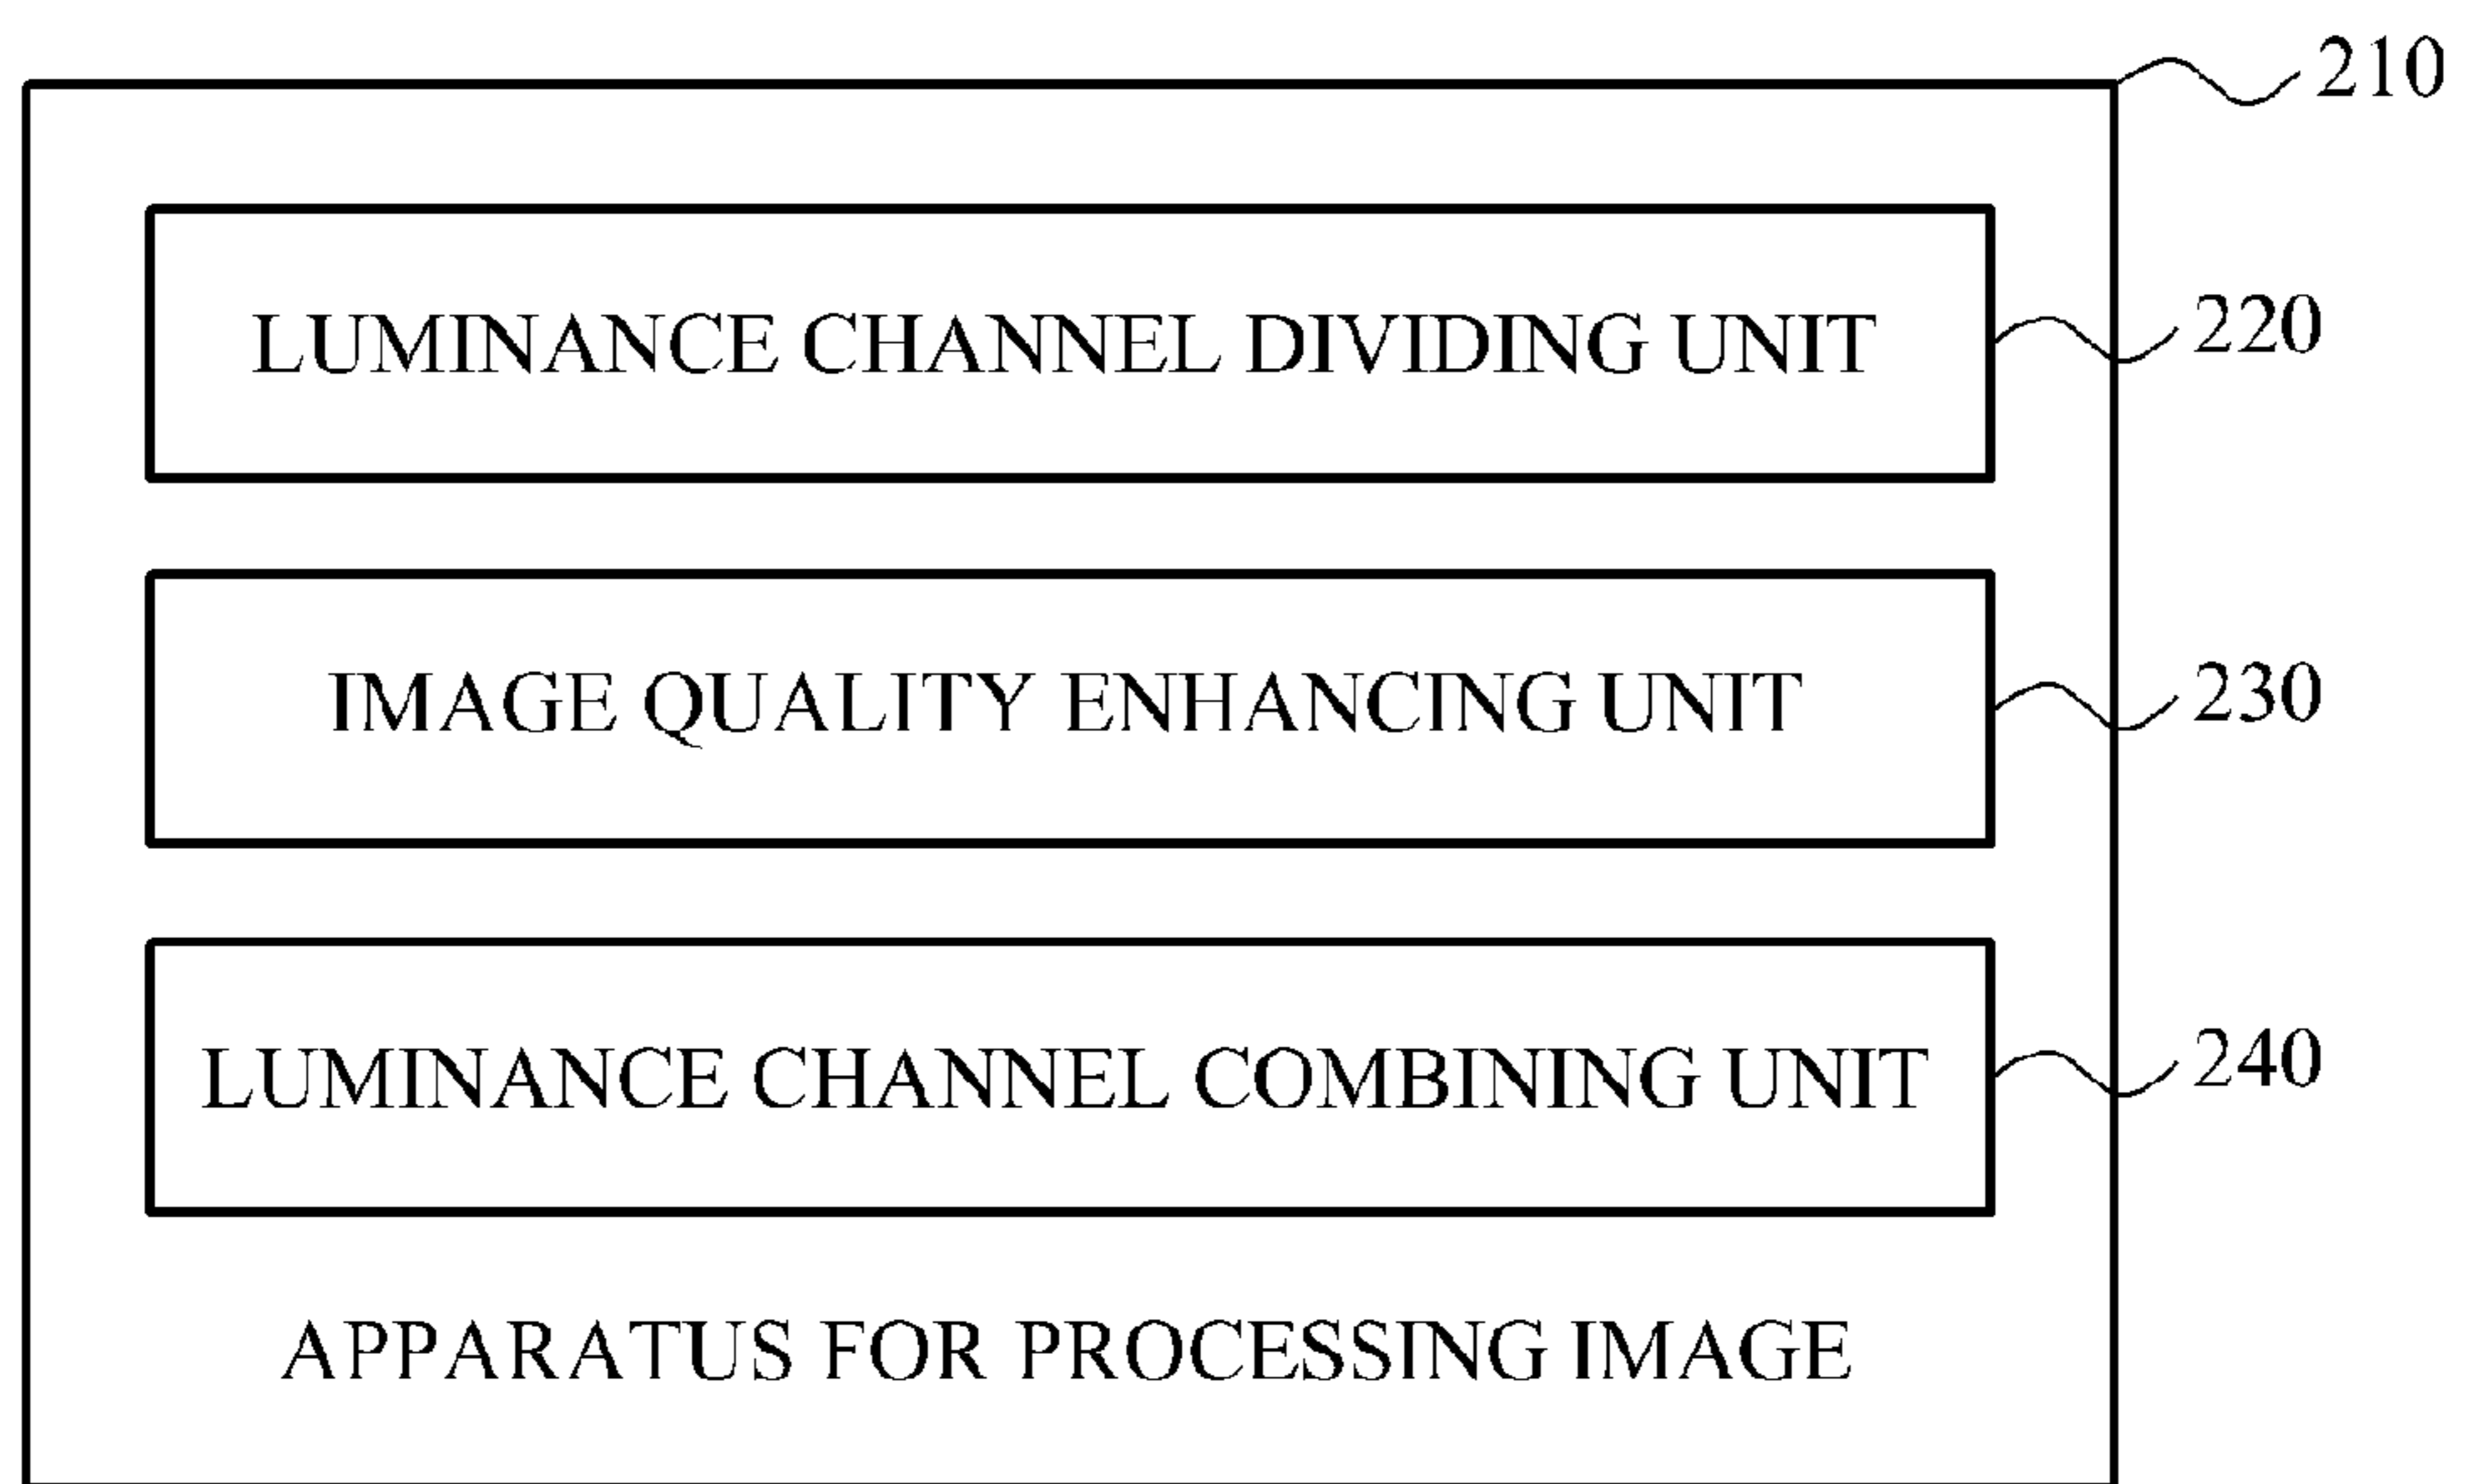 210
LUMINANCE CHANNEL DIVIDING UNIT
220
IMAGE QUALITY ENHANCING UNIT
230
LUMINANCE CHANNEL COMBINING UNIT
240
APPARATUS FOR PROCESSING IMAGE